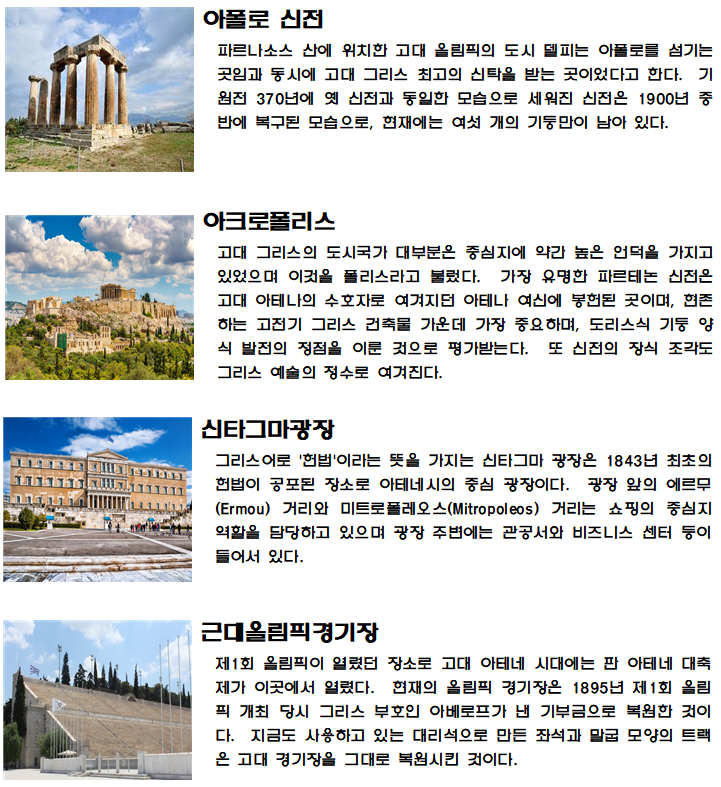 아폴로 신전
파르나소스 산에 위치한 고대 올림픽의 도시 델피는 아폴로를 섬기는
곳임과 동시에 고대 그리스 최고의 신탁을 받는 곳이었다고 한다. 기
원전 370년에 옛 신전과 동일한 모습으로 세워진 신전은 1900년 중
반에 복구된 모습으로, 현재에는 여섯 개의 기둥만이 남아 있다.
아크로폴리스
고대 그리스의 도시국가 대부분은 중심지에 약간 높은 언덕을 가지고
있었으며 이것을 폴리스라고 불렀다. 가장 유명한 파르테논 신전은
고대 아테나의 수호자로 여겨지던 아테나 여신에 봉헌된 곳이며, 현존
하는 고전기 그리스 건축물 가운데 가장 중요하며, 도리스식 기둥 양
식 발전의 정점을 이룬 것으로 평가받는다. 또 신전의 장식 조각도
그리스 예술의 정수로 여겨진다.
신타그마광장
그리스어로 '헌법'이라는 뜻을 가지는 신타그마 광장은 1843년 최초의
헌법이 공포된 장소로 아테네시의 중심 광장이다. 광장 앞의 에르무
(Ermou) 거리와 미트로폴레오스(Mitropoleos) 거리는 쇼핑의 중심지
역활을 담당하고 있으며 광장 주변에는 관공서와 비즈니스 센터 등이
들어서 있다.
근대올림픽경기장
제1회 올림픽이 열렸던 장소로 고대 아테네 시대에는 판 아테네 대축
제가 이곳에서 열렸다. 현재의 올림픽 경기장은 1895년 제1회 올림
픽 개최 당시 그리스 부호인 아베로프가 낸 기부금으로 복원한 것이
다. 지금도 사용하고 있는 대리석으로 만든 좌석과 말굽 모양의 트랙
은 고대 경기장을 그대로 복원시킨 것이다.